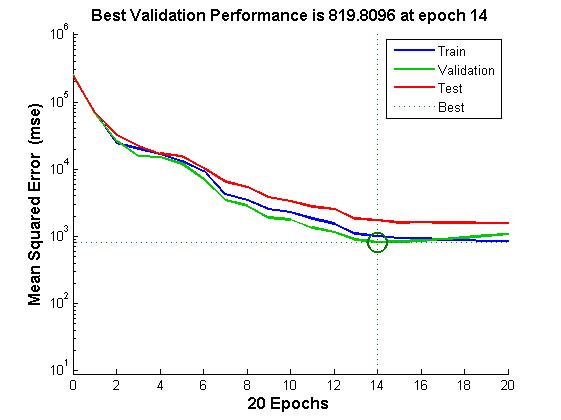 Best Validation Performance is 819.8096 at epoch 14
Mean Squared Error (mse)
10^6
10^5
10^4
10^3
10^2
10^1
Train
Validation
Test
Best
0 2 4 6 8 10 12 14 16 18 20
20 Epochs